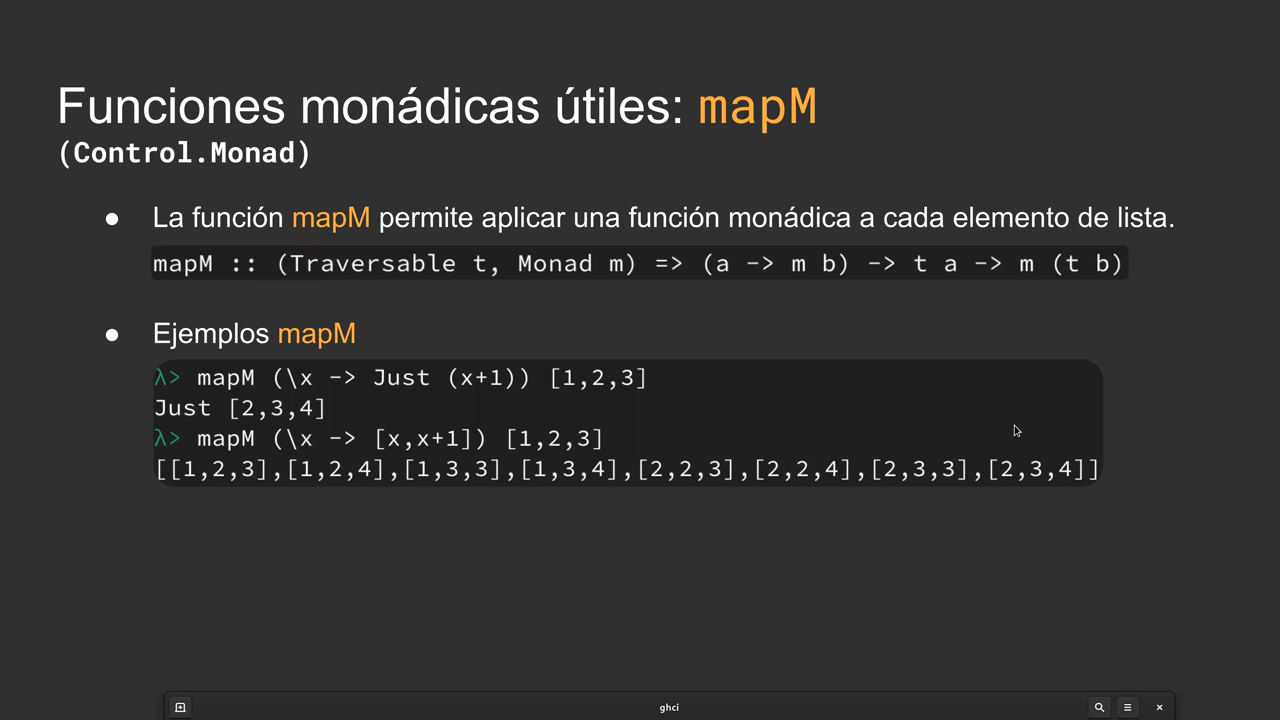 Funciones monádicas útiles: mapM
(Control.Monad)
● La función mapM permite aplicar una función monádica a cada elemento de lista.
mapM :: (Traversable t, Monad m) => (a -> m b) -> t a -> m (t b)
● Ejemplos mapM
λ> mapM (\x -> Just (x+1)) [1,2,3]
Just [2,3,4]
λ> mapM (\x -> [x,x+1]) [1,2,3]
[[1,2,3],[1,2,4],[1,3,3],[1,3,4],[2,2,3],[2,2,4],[2,3,3],[2,3,4]]
ghci